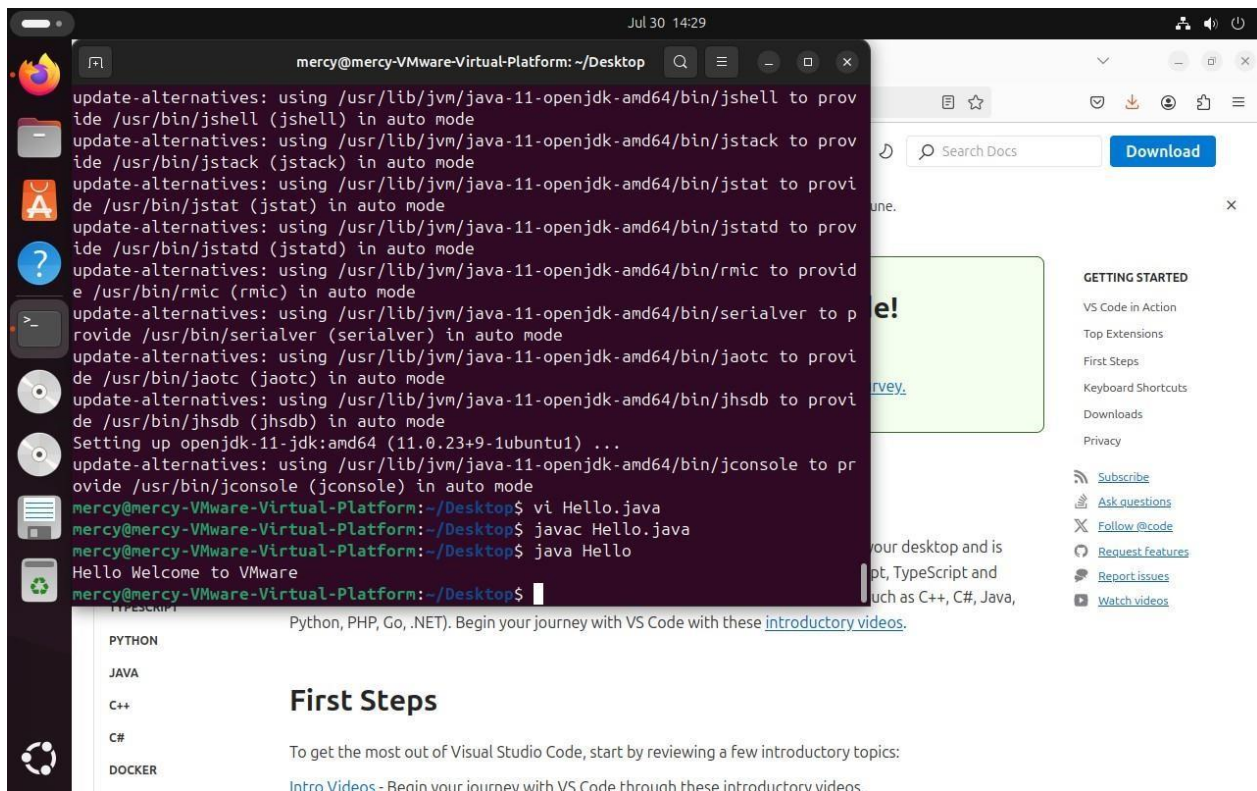 Jul 30 14:29
mercy@mercy-VMware-Virtual-Platform: ~/Desktop
update-alternatives: using /usr/lib/jvm/java-11-openjdk-amd64/bin/jshell to prov
ide /usr/bin/jshell (jshell) in auto mode
update-alternatives: using /usr/lib/jvm/java-11-openjdk-amd64/bin/jstack to prov
ide /usr/bin/jstack (jstack) in auto mode
update-alternatives: using /usr/lib/jvm/java-11-openjdk-amd64/bin/jstat to provi
de /usr/bin/jstat (jstat) in auto mode
update-alternatives: using /usr/lib/jvm/java-11-openjdk-amd64/bin/jstatd to prov
ide /usr/bin/jstatd (jstatd) in auto mode
update-alternatives: using /usr/lib/jvm/java-11-openjdk-amd64/bin/rmic to provid
e /usr/bin/rmic (rmic) in auto mode
update-alternatives: using /usr/lib/jvm/java-11-openjdk-amd64/bin/serialver to p
rovide /usr/bin/serialver (serialver) in auto mode
update-alternatives: using /usr/lib/jvm/java-11-openjdk-amd64/bin/jaotc to provi
de /usr/bin/jaotc (jaotc) in auto mode
update-alternatives: using /usr/lib/jvm/java-11-openjdk-amd64/bin/jhsdb to provi
de /usr/bin/jhsdb (jhsdb) in auto mode
Setting up openjdk-11-jdk:amd64 (11.0.23+9-1ubuntu1) ...
update-alternatives: using /usr/lib/jvm/java-11-openjdk-amd64/bin/jconsole to pr
ovide /usr/bin/jconsole (jconsole) in auto mode
mercy@mercy-VMware-Virtual-Platform:~/Desktop$ vi Hello.java
mercy@mercy-VMware-Virtual-Platform:~/Desktop$ javac Hello.java
mercy@mercy-VMware-Virtual-Platform:~/Desktop$ java Hello
Hello Welcome to VMware
mercy@mercy-VMware-Virtual-Platform:~/Desktop$
Search Docs
Download
une.
e!
rvey.
your desktop and is
pt, TypeScript and
uch as C++, C#, Java,
Python, PHP, Go, .NET). Begin your journey with VS Code with these introductory videos.
First Steps
To get the most out of Visual Studio Code, start by reviewing a few introductory topics:
Intro Videos - Begin your journey with VS Code through these introductory videos.
TYPESCRIPT
PYTHON
JAVA
C++
C#
DOCKER
GETTING STARTED
VS Code in Action
Top Extensions
First Steps
Keyboard Shortcuts
Downloads
Privacy
Subscribe
Ask questions
Follow @code
Request features
Report issues
Watch videos